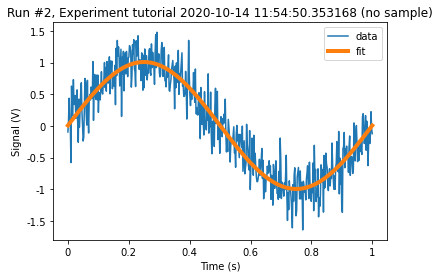 Run #2, Experiment tutorial 2020-10-14 11:54:50.353168 (no sample)
data
fit
Signal (V)
1.5
1
0.5
0
-0.5
-1
-1.5
0
0.2
0.4
0.6
0.8
1
Time (s)